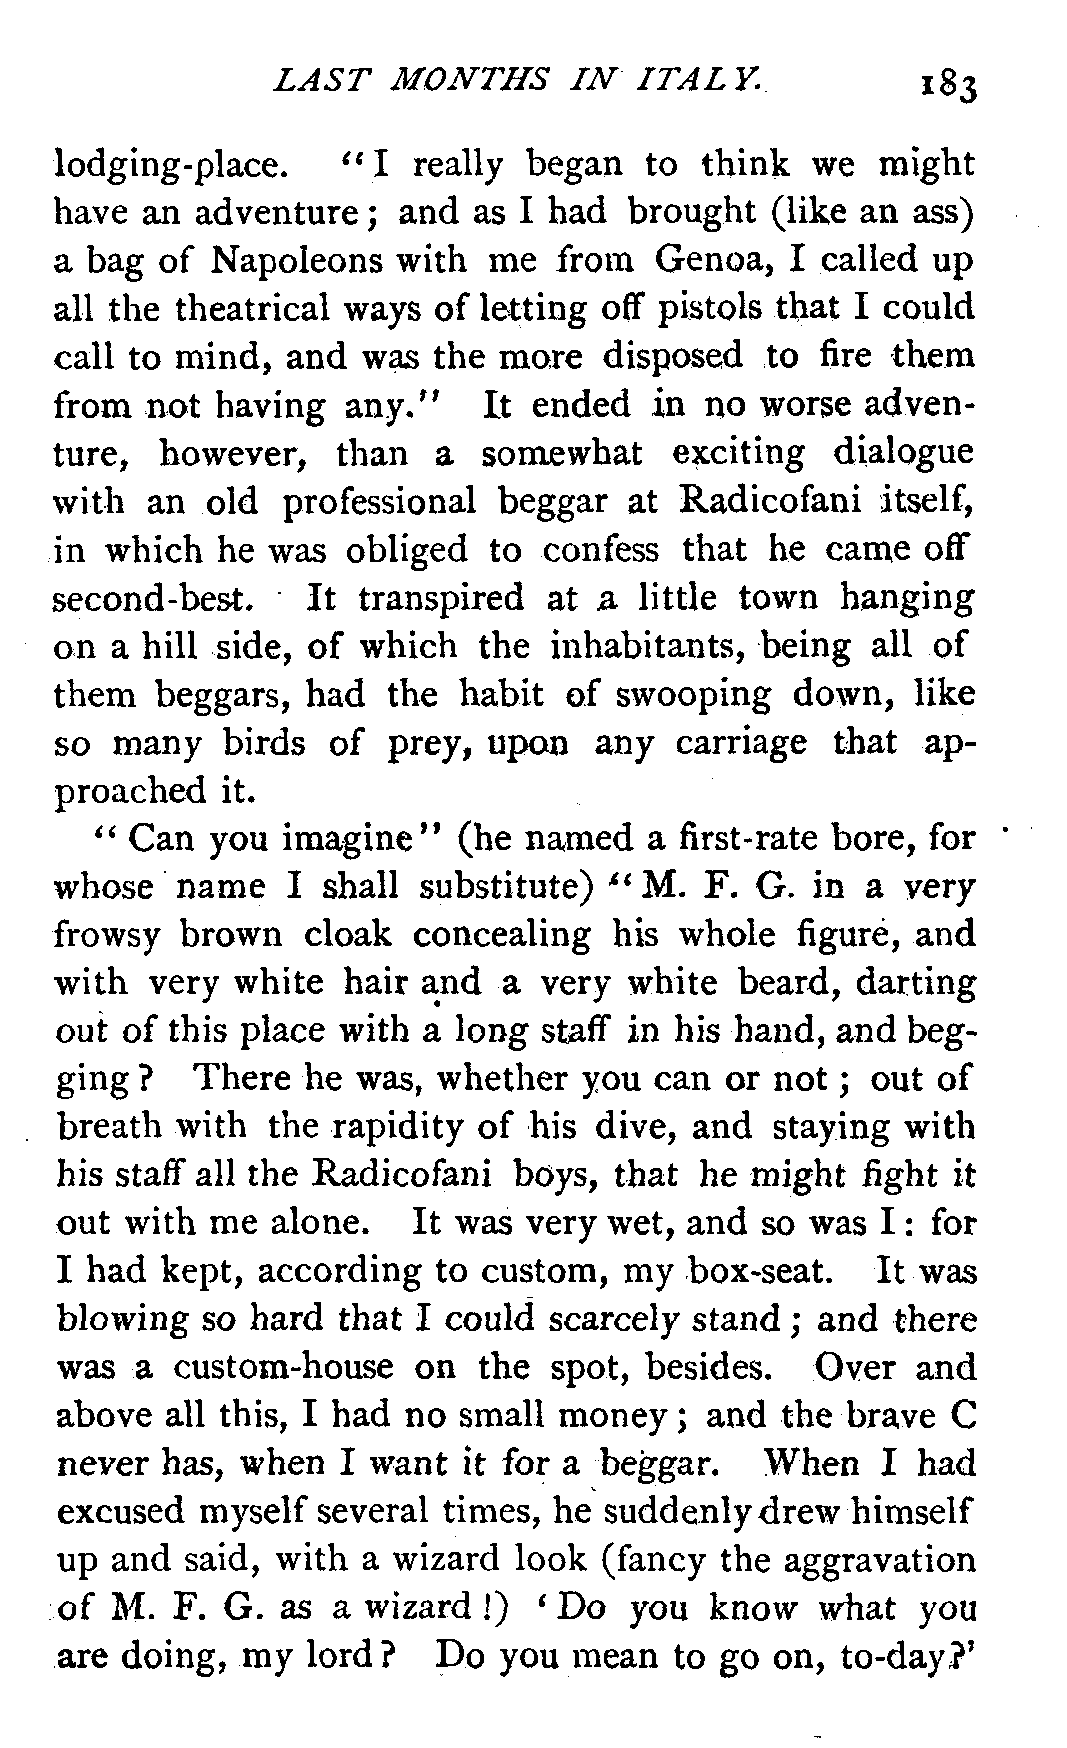 LAST MONTHS IN ITALY. 183
lodging-place. "I really began to think we might
have an adventure; and as I had brought (like an ass)
a bag of Napoleons with me from Genoa, I called up
all the theatrical ways of letting off pistols that I could
call to mind, and was the more disposed to fire them
from not having any." It ended in no worse adven-
ture, however, than a somewhat exciting dialogue
with an old professional beggar at Radicofani itself,
in which he was obliged to confess that he came off
second-best. It transpired at a little town hanging
on a hill side, of which the inhabitants, being all of
them beggars, had the habit of swooping down, like
so many birds of prey, upon any carriage that ap-
proached it.
"Can you imagine" (he named a first-rate bore, for
whose name I shall substitute) "M. F. G. in a very
frowsy brown cloak concealing his whole figure, and
with very white hair and a very white beard, darting
out of this place with a long staff in his hand, and beg-
ging? There he was, whether you can or not; out of
breath with the rapidity of his dive, and staying with
his staff all the Radicofani boys, that he might fight it
out with me alone. It was very wet, and so was I: for
I had kept, according to custom, my box-seat. It was
blowing so hard that I could scarcely stand; and there
was a custom-house on the spot, besides. Over and
above all this, I had no small money; and the brave C
never has, when I want it for a beggar. When I had
excused myself several times, he suddenly drew himself
up and said, with a wizard look (fancy the aggravation
of M. F. G. as a wizard!) 'Do you know what you
are doing, my lord? Do you mean to go on, to-day?'